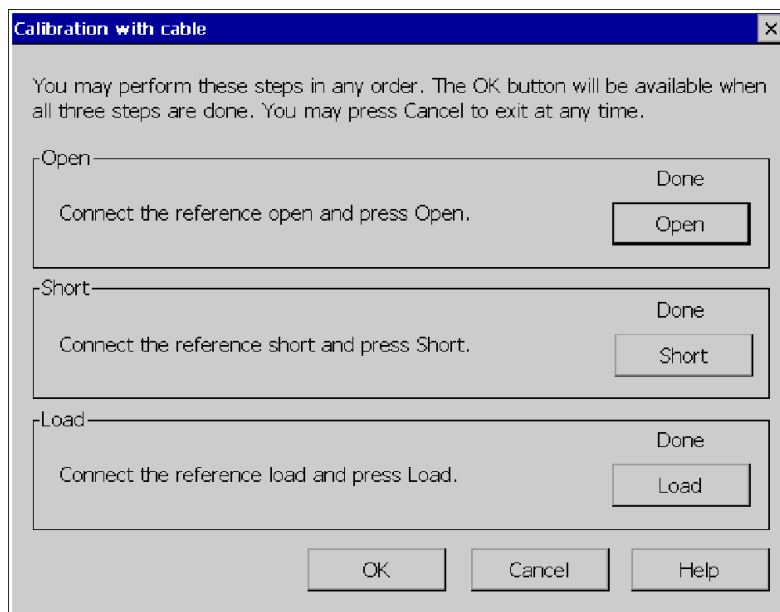 Calibration with cable
You may perform these steps in any order. The OK button will be available when
all three steps are done. You may press Cancel to exit at any time.
Open
Done
Connect the reference open and press Open.
Open
Short
Done
Connect the reference short and press Short.
Short
Load
Done
Connect the reference load and press Load.
Load
OK
Cancel
Help